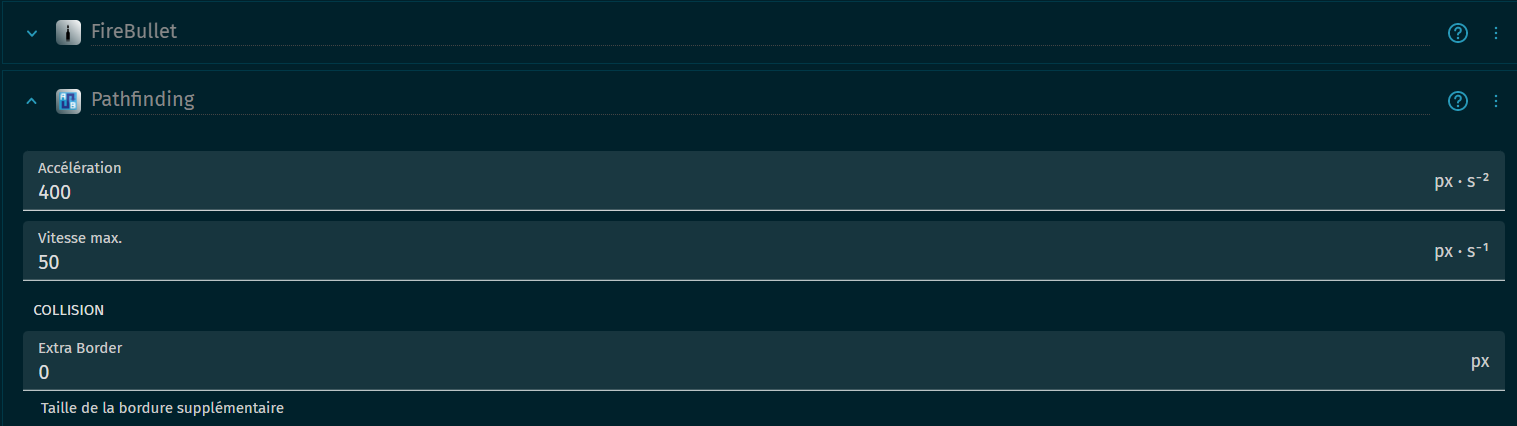 FireBullet
Pathfinding
Accélération
400 px · s⁻²
Vitesse max.
50 px · s⁻¹
COLLISION
Extra Border
0 px
Taille de la bordure supplémentaire